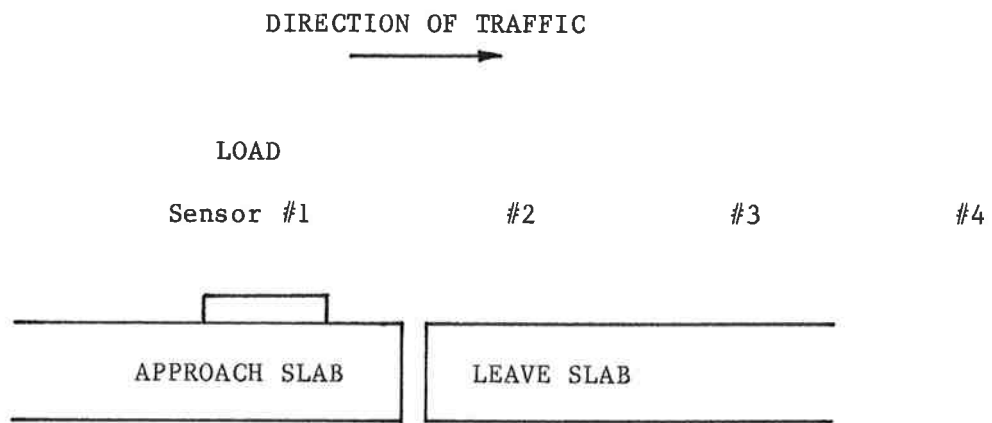 DIRECTION OF TRAFFIC
LOAD
Sensor #1 #2 #3 #4
APPROACH SLAB LEAVE SLAB